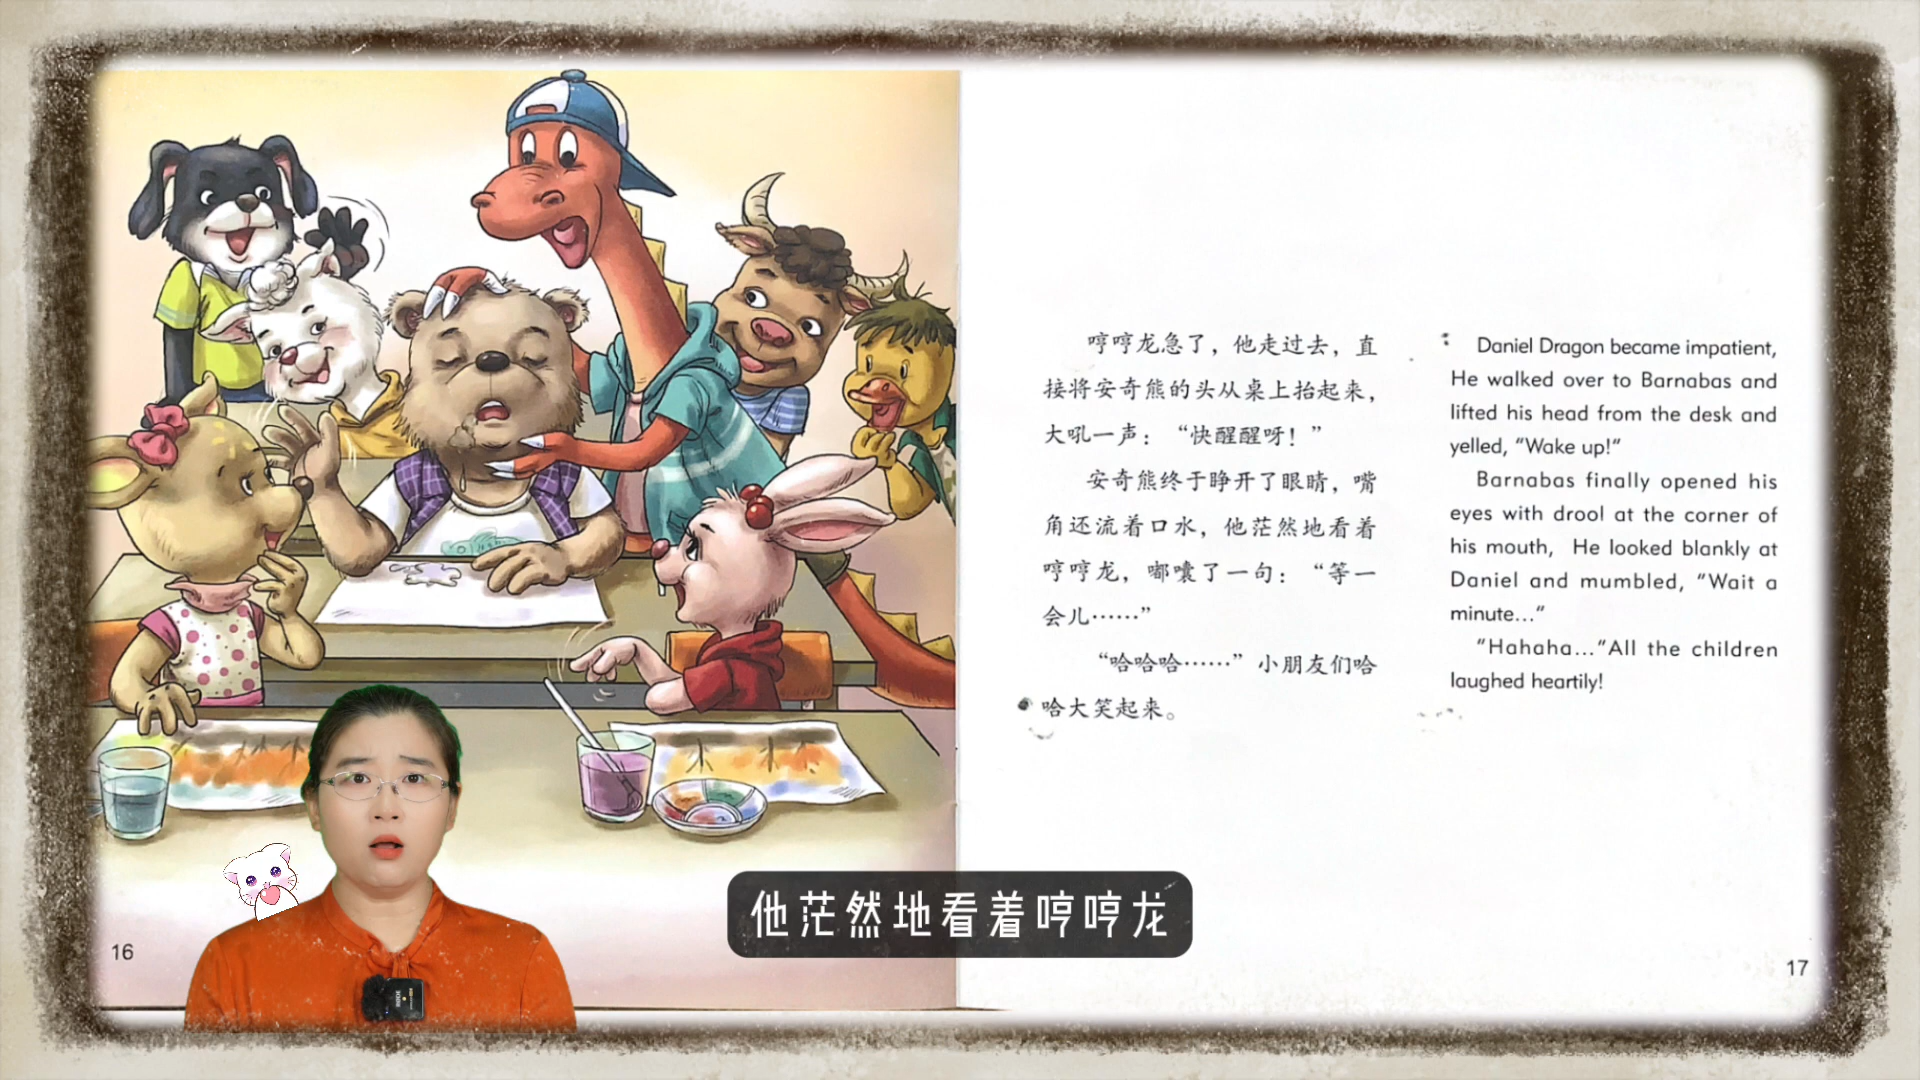 哼哼龙急了，他走过去，直
接将安奇熊的头从桌上抬起来，
大吼一声：“快醒醒呀！”
安奇熊终于睁开了眼睛，嘴
角还流着口水，他茫然地看着
哼哼龙，嘟囔了一句：“等一
会儿……”
“哈哈哈……”小朋友们哈
哈大笑起来。
Daniel Dragon became impatient,
He walked over to Barnabas and
lifted his head from the desk and
yelled, “Wake up!”
Barnabas finally opened his
eyes with drool at the corner of
his mouth, He looked blankly at
Daniel and mumbled, “Wait a
minute...”
“Hahaha...”All the children
laughed heartily!
他茫然地看着哼哼龙
16
17